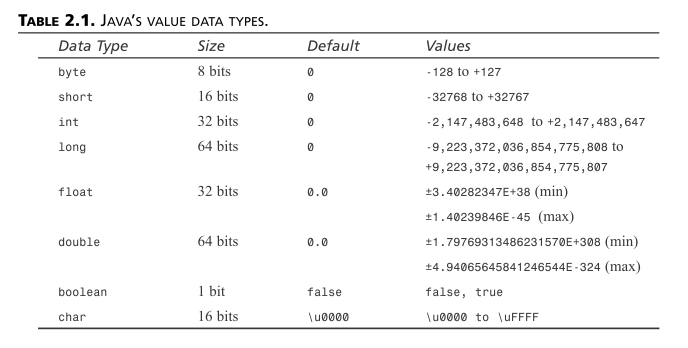 TABLE 2.1. JAVA'S VALUE DATA TYPES.
Data Type Size Default Values
byte 8 bits 0 -128 to +127
short 16 bits 0 -32768 to +32767
int 32 bits 0 -2,147,483,648 to +2,147,483,647
long 64 bits 0 -9,223,372,036,854,775,808 to
+9,223,372,036,854,775,807
float 32 bits 0.0 ±3.40282347E+38 (min)
±1.40239846E-45 (max)
double 64 bits 0.0 ±1.79769313486231570E+308 (min)
±4.94065645841246544E-324 (max)
boolean 1 bit false false, true
char 16 bits \u0000 \u0000 to \uFFFF